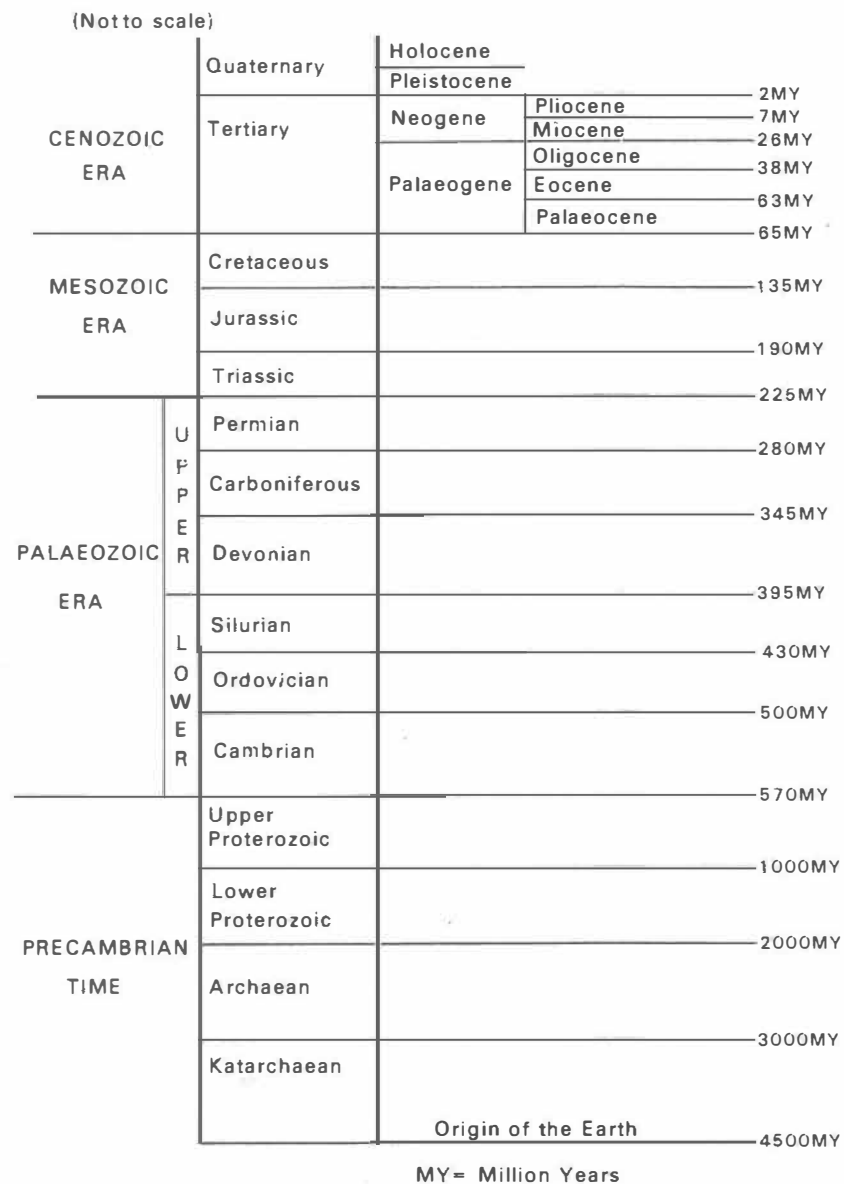 (Not to scale)
Quaternary
Holocene
Pleistocene
2MY
CENOZOIC
ERA
Tertiary
Neogene
Pliocene
7MY
Miocene
26MY
Palaeogene
Oligocene
38MY
Eocene
63MY
Palaeocene
65MY
MESOZOIC
ERA
Cretaceous
135MY
Jurassic
190MY
Triassic
225MY
PALAEOZOIC
ERA
UPPER
Permian
280MY
Carboniferous
345MY
Devonian
395MY
LOWER
Silurian
430MY
Ordovician
500MY
Cambrian
570MY
PRECAMBRIAN
TIME
Upper
Proterozoic
1000MY
Lower
Proterozoic
2000MY
Archaean
3000MY
Katarchaean
Origin of the Earth
4500MY
MY= Million Years